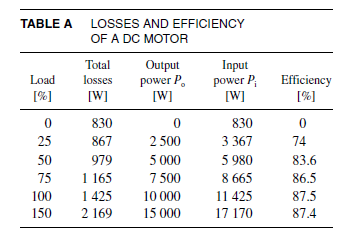 TABLE A LOSSES AND EFFICIENCY
OF A DC MOTOR
Total Output Input
Load losses power Po power Pi Efficiency
[%] [W] [W] [W] [%]
0 830 0 830 0
25 867 2 500 3 367 74
50 979 5 000 5 980 83.6
75 1 165 7 500 8 665 86.5
100 1 425 10 000 11 425 87.5
150 2 169 15 000 17 170 87.4